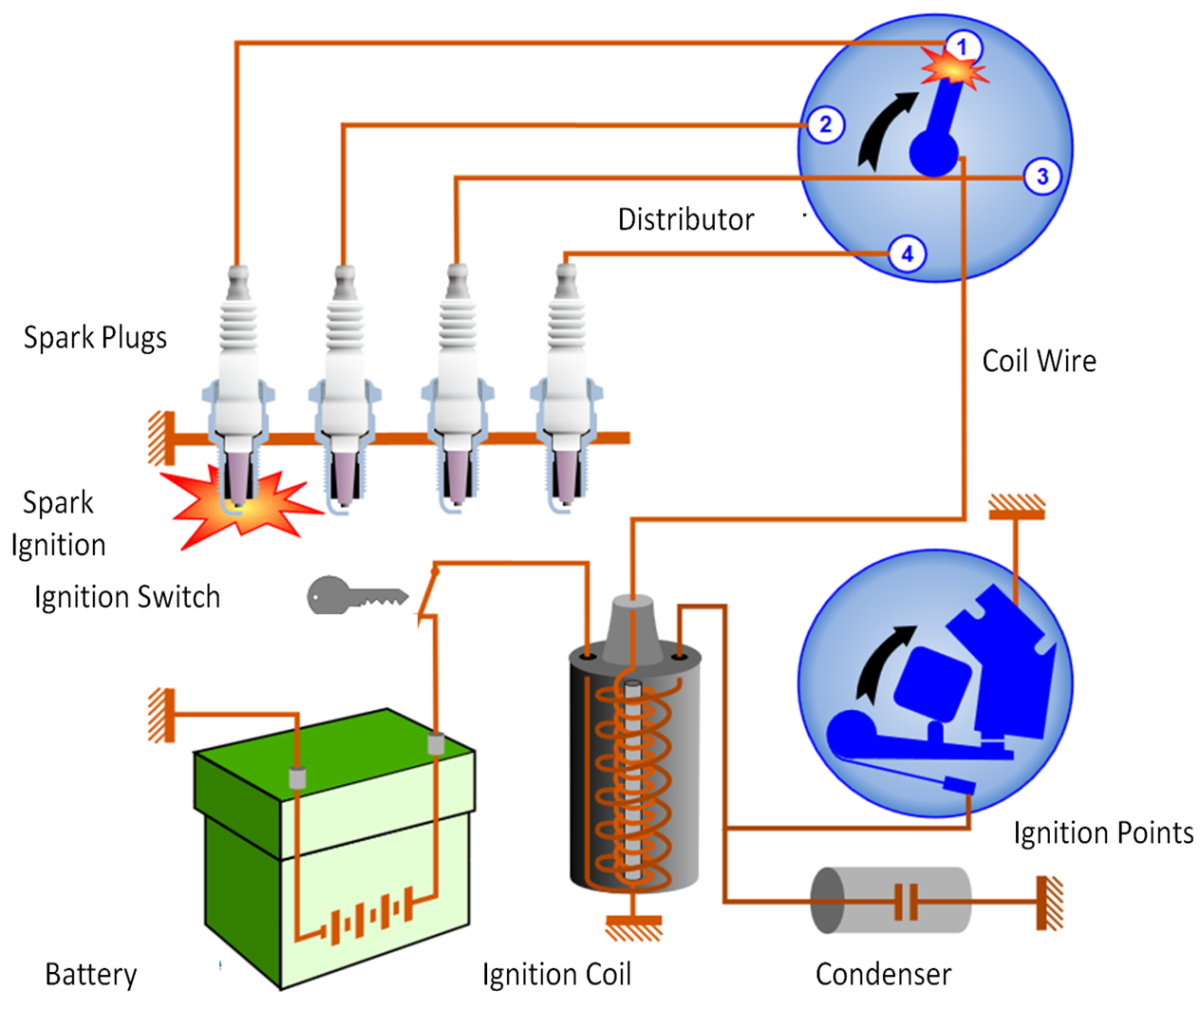 1
2
3
Distributor
4
Spark Plugs
Coil Wire
Spark
Ignition
Ignition Switch
Ignition Points
Battery
Ignition Coil
Condenser